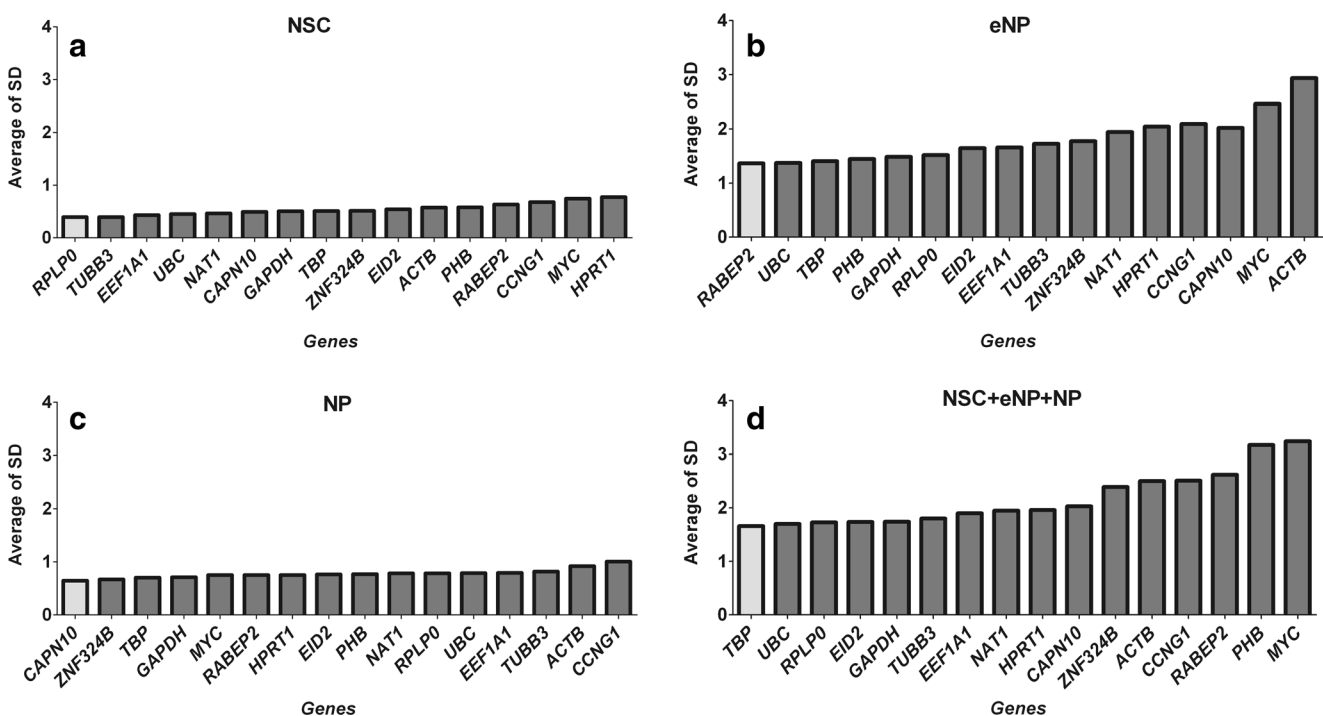 a
NSC
Average of SD
4
3
2
1
0
RPLP0
TUBB3
EEF1A1
UBC
NAT1
CAPN10
GAPDH
TBP
ZNF324B
EID2
ACTB
PHB
RABEP2
CCNG1
MYC
HPRT1
Genes
b
eNP
Average of SD
4
3
2
1
0
RABEP2
UBC
TBP
PHB
GAPDH
RPLP0
EID2
EEF1A1
TUBB3
ZNF324B
NAT1
HPRT1
CCNG1
CAPN10
MYC
ACTB
Genes
c
NP
Average of SD
4
3
2
1
0
CAPN10
ZNF324B
TBP
GAPDH
MYC
RABEP2
HPRT1
EID2
PHB
NAT1
RPLP0
UBC
EEF1A1
TUBB3
ACTB
CCNG1
Genes
d
NSC+eNP+NP
Average of SD
4
3
2
1
0
TBP
UBC
RPLP0
EID2
GAPDH
TUBB3
EEF1A1
NAT1
HPRT1
CAPN10
ZNF324B
ACTB
CCNG1
RABEP2
PHB
MYC
Genes